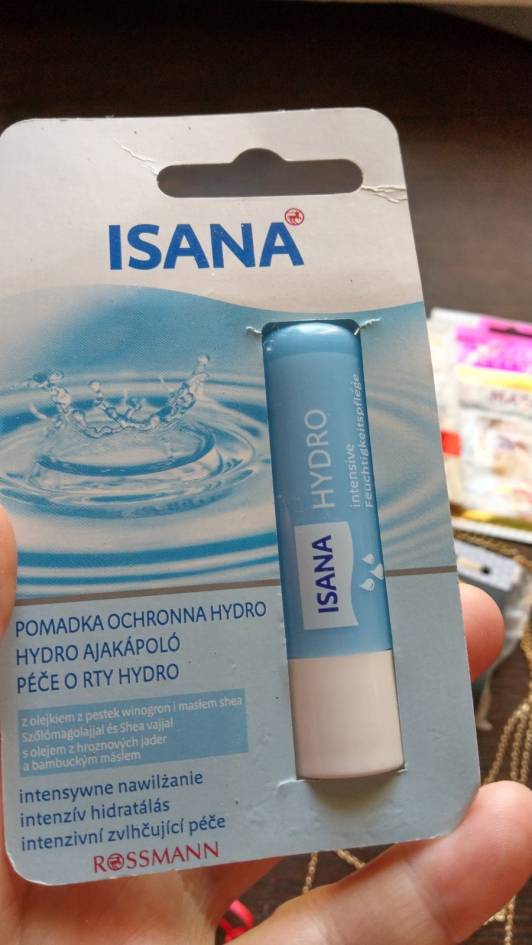 ISANA
ISANA HYDRO
intensive
Feuchtigkeitspflege
POMADKA OCHRONNA HYDRO
HYDRO AJAKÁPOLÓ
PÉČE O RTY HYDRO
z olejkiem z pestek winogron i masłem shea
Szőlőmagolajjal és Shea vajjal
s olejem z hroznových jader
a bambuckým máslem
intensywne nawilżanie
intenzív hidratálás
intenzivní zvlhčující péče
ROSSMANN